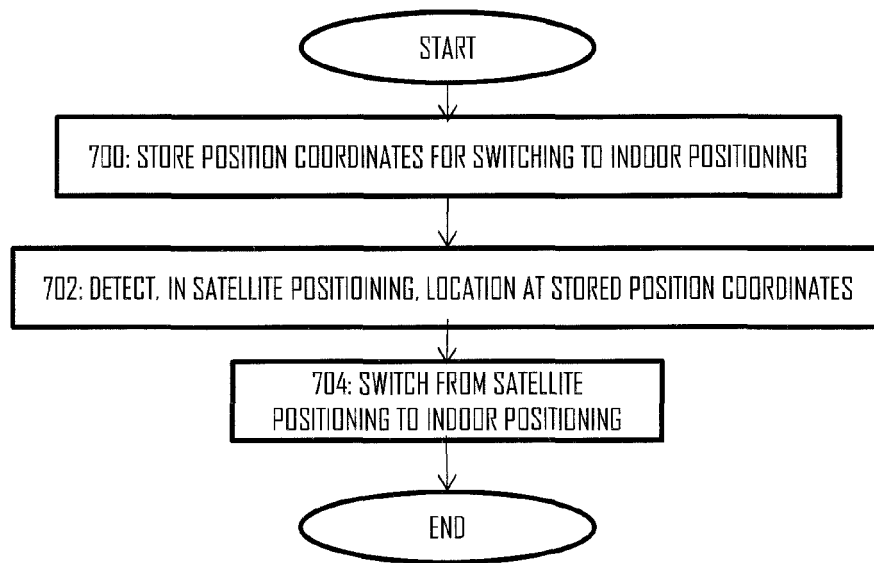 START
700: STORE POSITION COORDINATES FOR SWITCHING TO INDOOR POSITIONING
702: DETECT, IN SATELLITE POSITIOINING, LOCATION AT STORED POSITION COORDINATES
704: SWITCH FROM SATELLITE
POSITIONING TO INDOOR POSITIONING
END